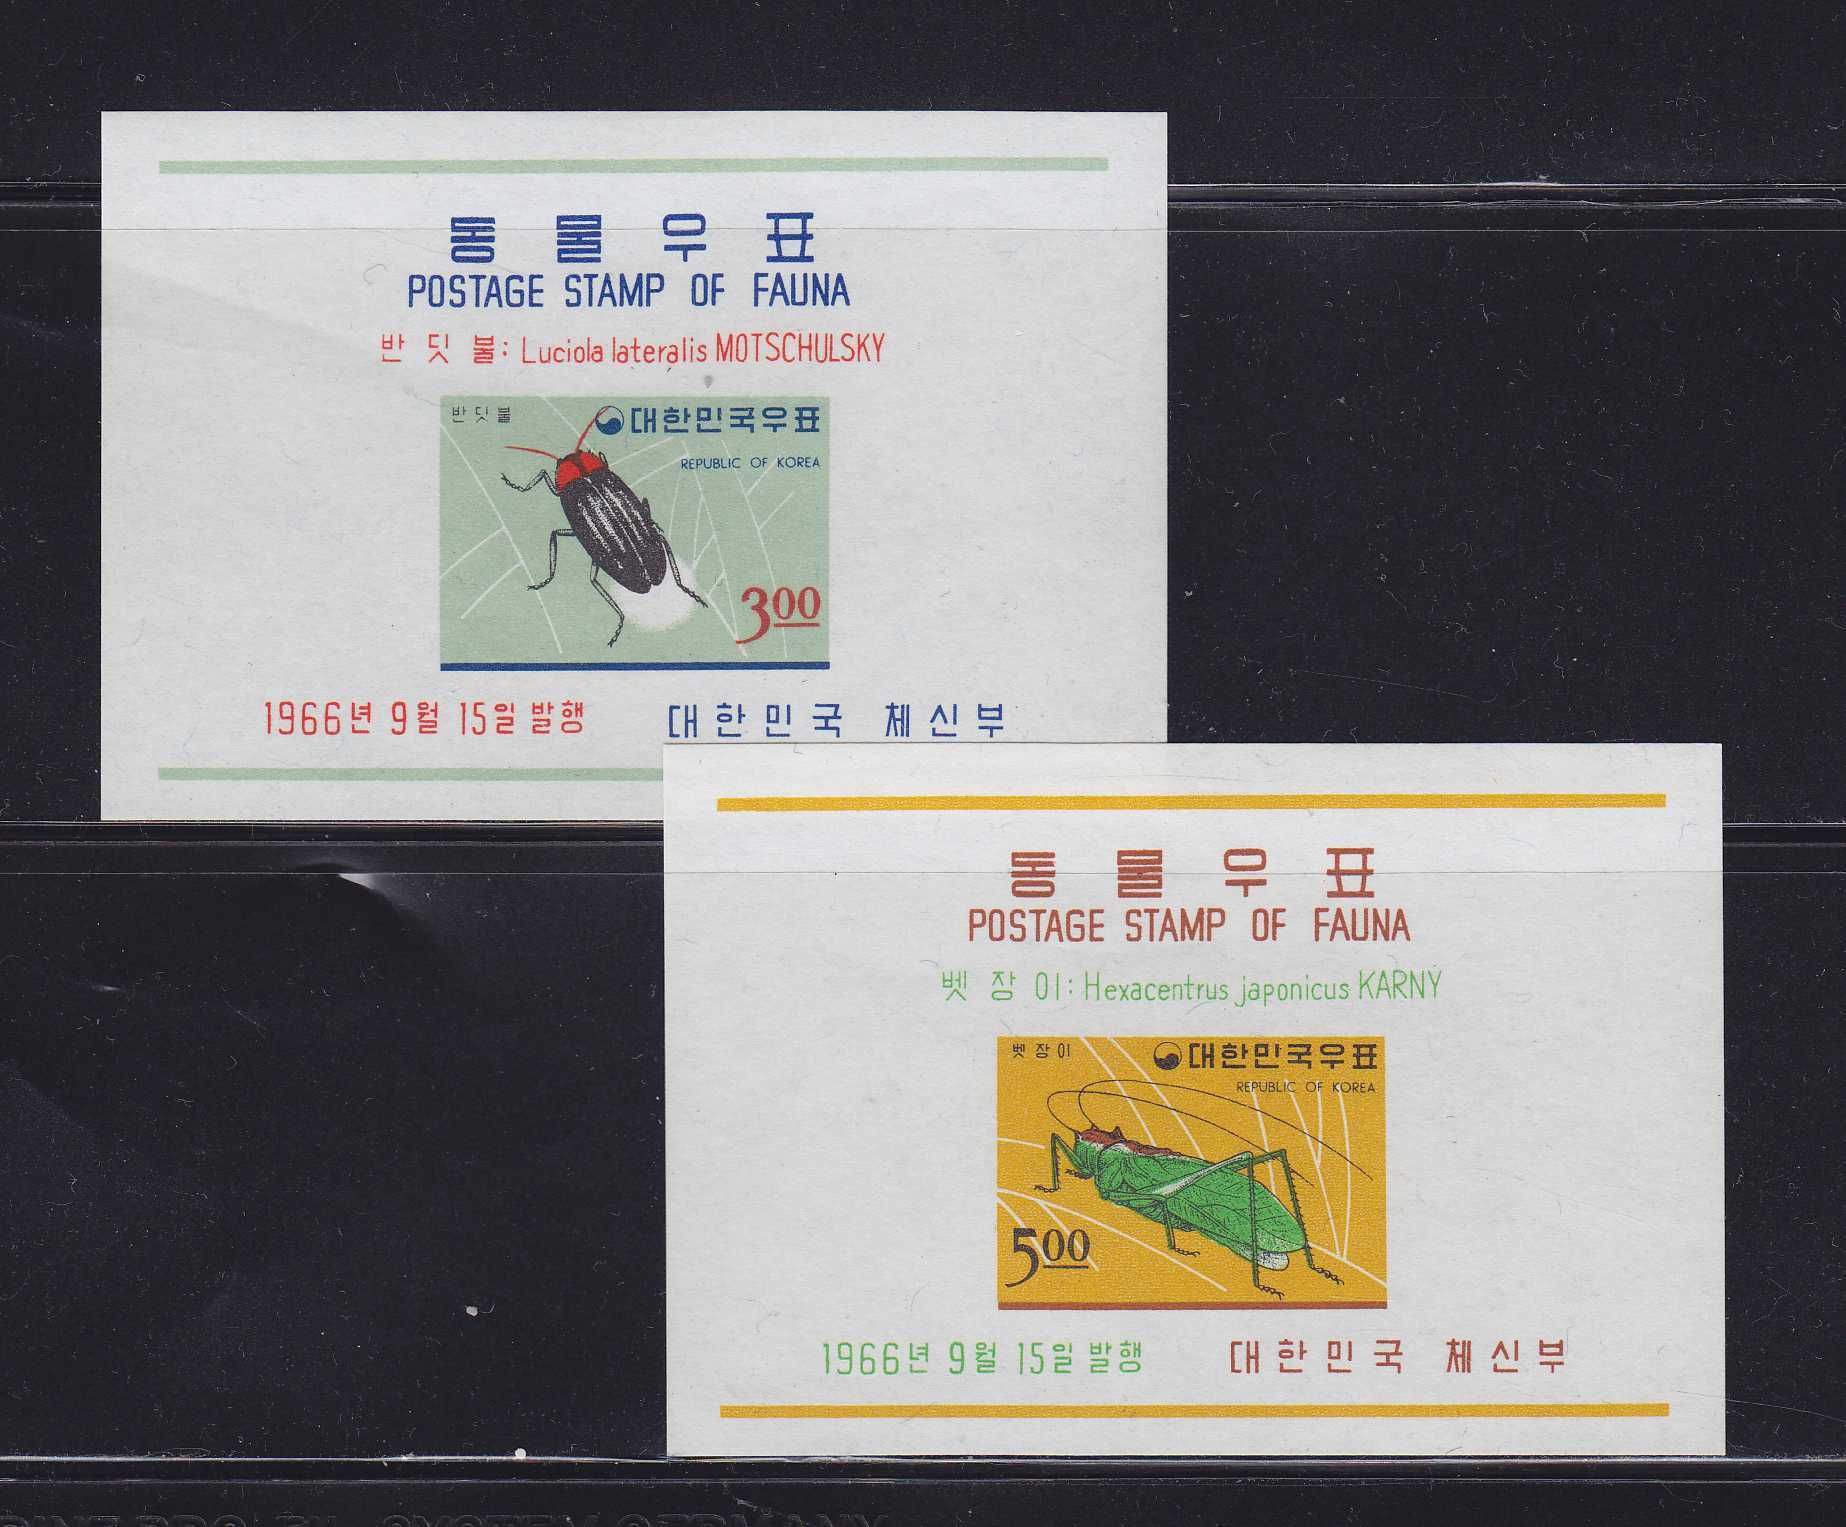 동물우표
POSTAGE STAMP OF FAUNA
반딧불: Luciola lateralis MOTSCHULSKY
반딧불 대한민국우표
REPUBLIC OF KOREA
3.00
1966년 9월 15일 발행 대한민국 체신부
동물우표
POSTAGE STAMP OF FAUNA
벳장이: Hexacentrus japonicus KARNY
벳장이 대한민국우표
REPUBLIC OF KOREA
5.00
1966년 9월 15일 발행 대한민국 체신부